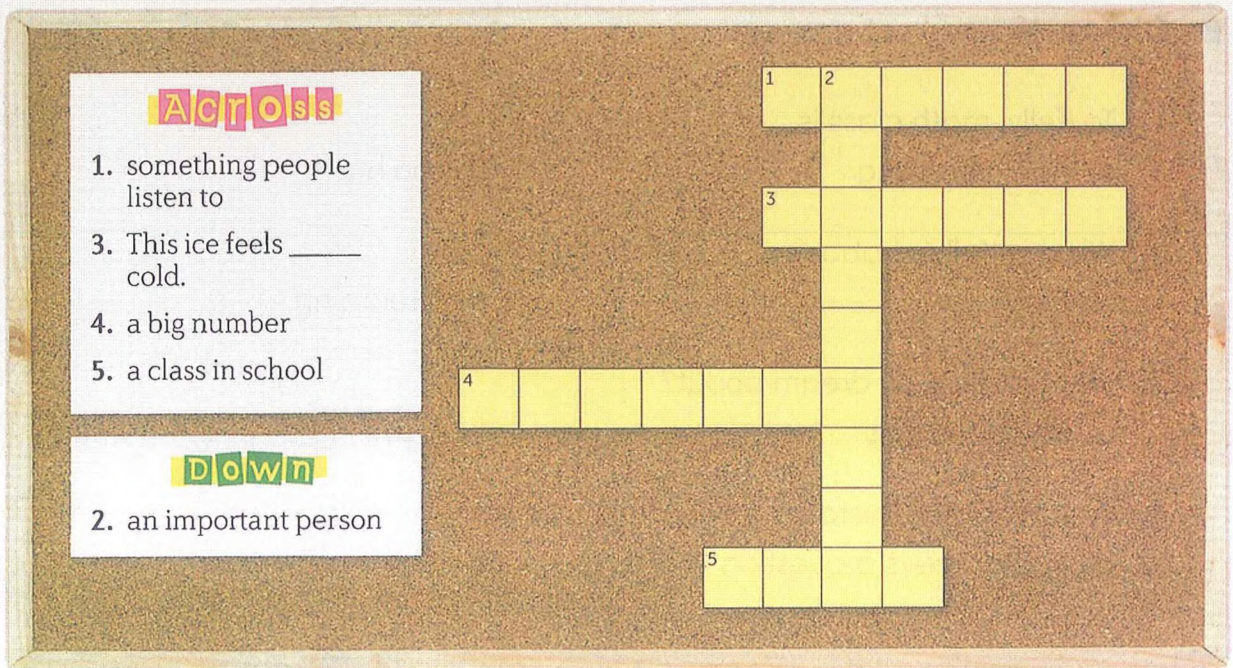 Across
1. something people
listen to
3. This ice feels _____
cold.
4. a big number
5. a class in school
Down
2. an important person
1 2
3
4
5